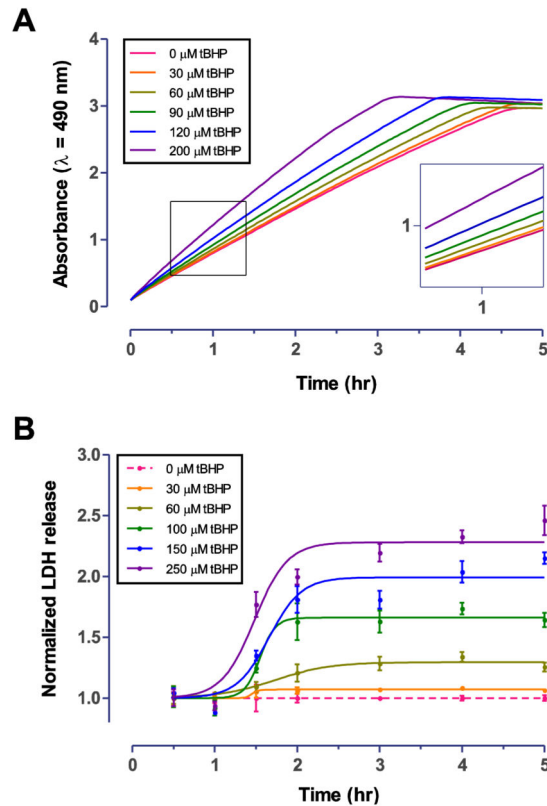 A
Absorbance (λ = 490 nm)
4
3
2
1
0
0 μM tBHP
30 μM tBHP
60 μM tBHP
90 μM tBHP
120 μM tBHP
200 μM tBHP
1
1
0 1 2 3 4 5
Time (hr)
B
Normalized LDH release
3.0
2.5
2.0
1.5
1.0
0 μM tBHP
30 μM tBHP
60 μM tBHP
100 μM tBHP
150 μM tBHP
250 μM tBHP
0 1 2 3 4 5
Time (hr)